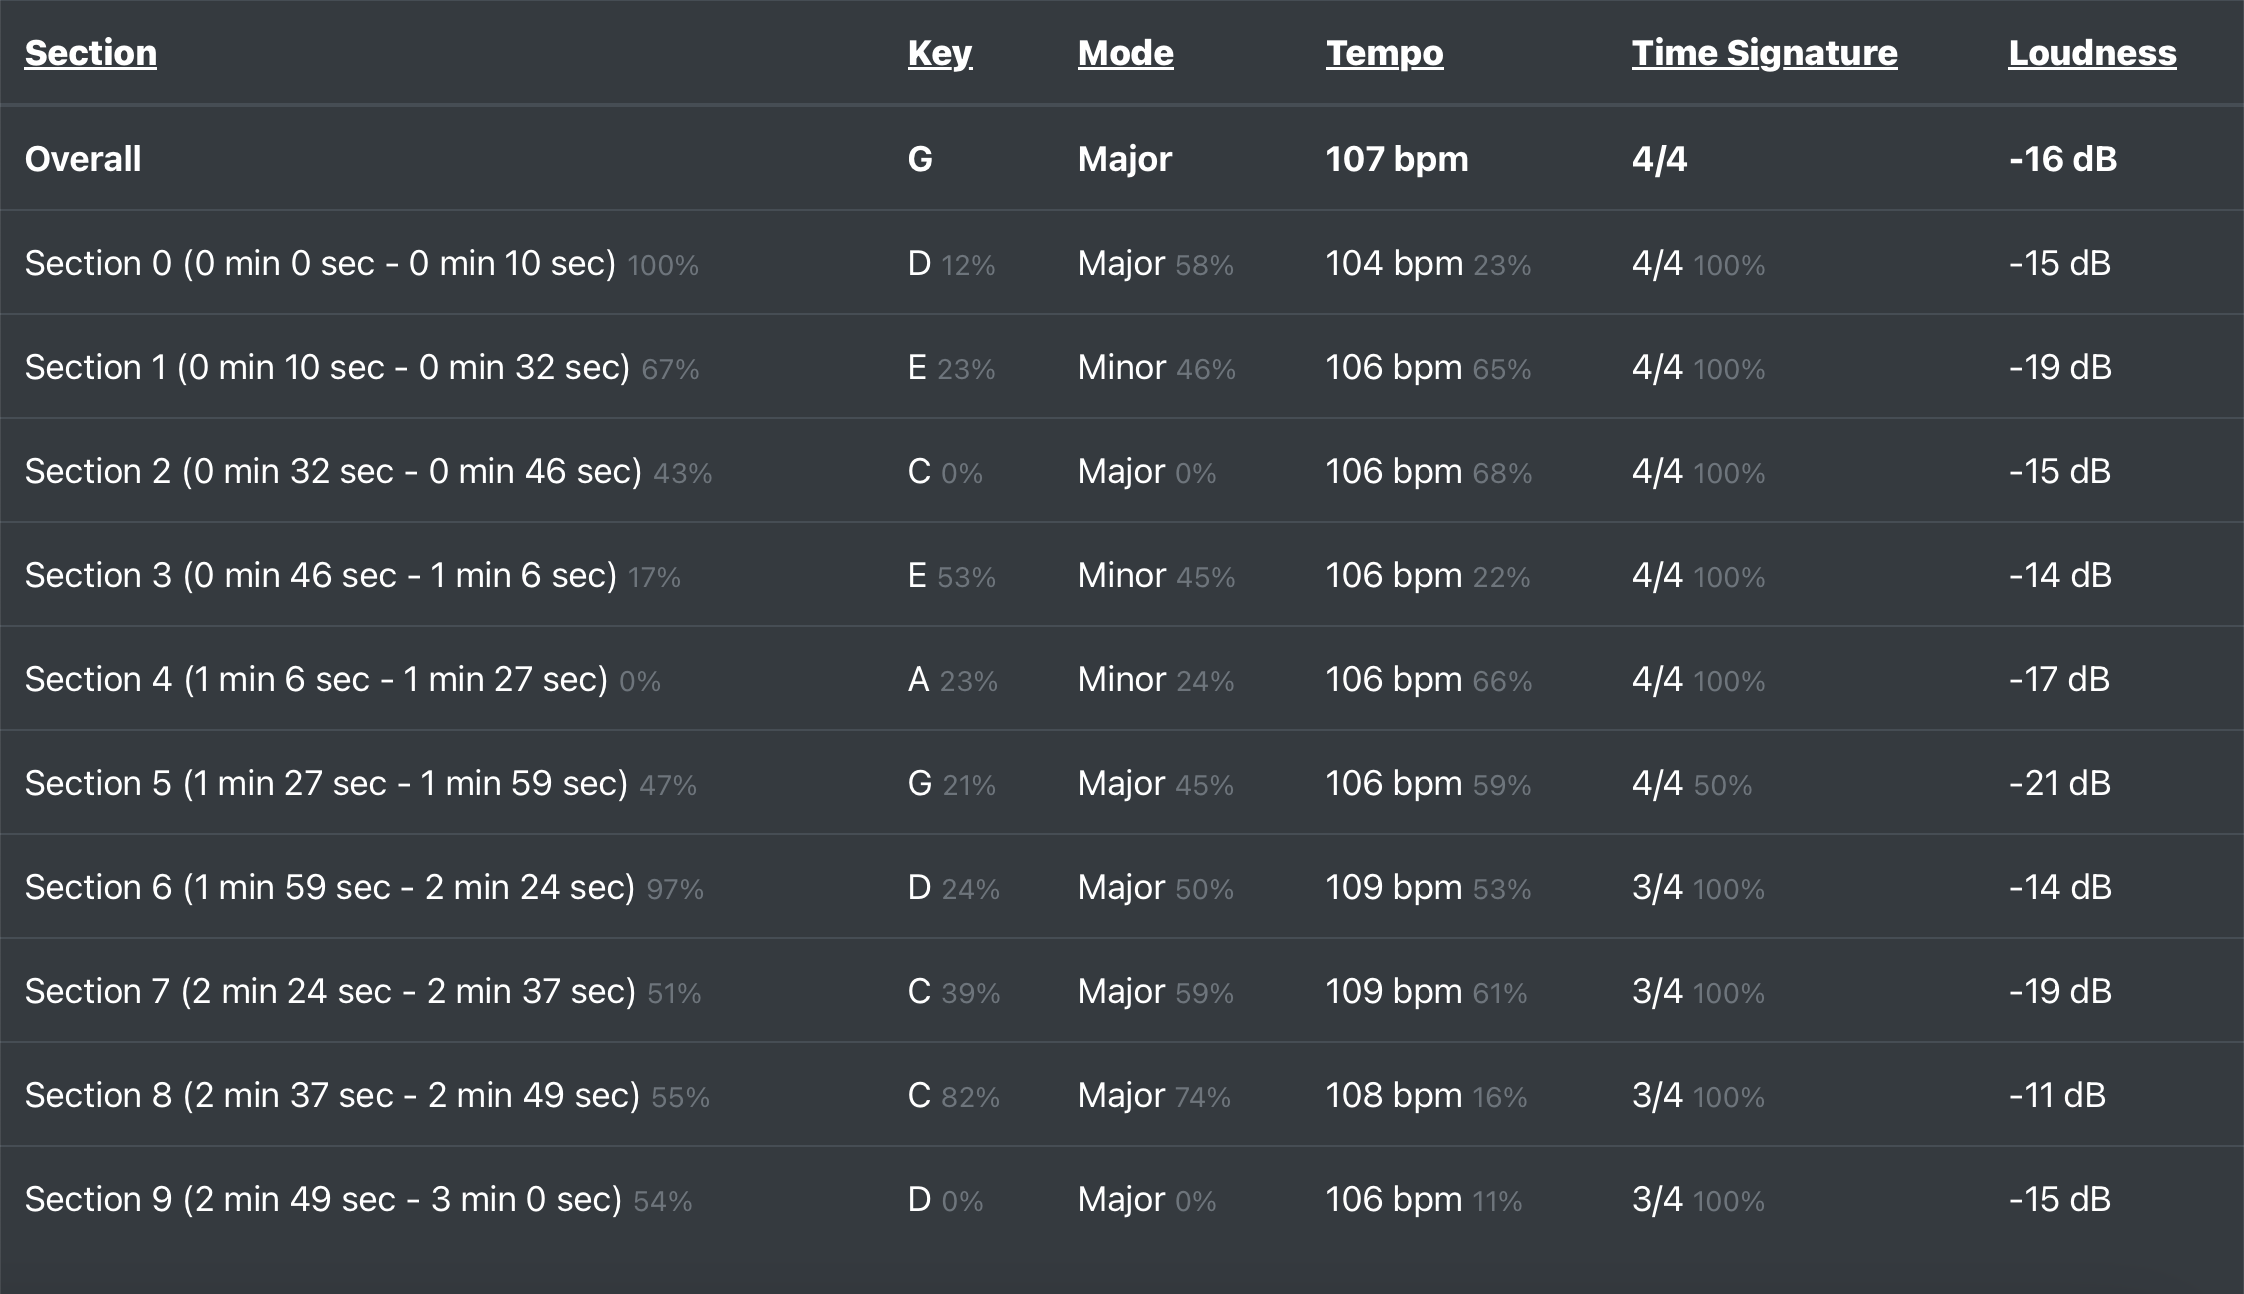 Section Key Mode Tempo Time Signature Loudness
Overall G Major 107 bpm 4/4 -16 dB
Section 0 (0 min 0 sec - 0 min 10 sec) 100% D 12% Major 58% 104 bpm 23% 4/4 100% -15 dB
Section 1 (0 min 10 sec - 0 min 32 sec) 67% E 23% Minor 46% 106 bpm 65% 4/4 100% -19 dB
Section 2 (0 min 32 sec - 0 min 46 sec) 43% C 0% Major 0% 106 bpm 68% 4/4 100% -15 dB
Section 3 (0 min 46 sec - 1 min 6 sec) 17% E 53% Minor 45% 106 bpm 22% 4/4 100% -14 dB
Section 4 (1 min 6 sec - 1 min 27 sec) 0% A 23% Minor 24% 106 bpm 66% 4/4 100% -17 dB
Section 5 (1 min 27 sec - 1 min 59 sec) 47% G 21% Major 45% 106 bpm 59% 4/4 50% -21 dB
Section 6 (1 min 59 sec - 2 min 24 sec) 97% D 24% Major 50% 109 bpm 53% 3/4 100% -14 dB
Section 7 (2 min 24 sec - 2 min 37 sec) 51% C 39% Major 59% 109 bpm 61% 3/4 100% -19 dB
Section 8 (2 min 37 sec - 2 min 49 sec) 55% C 82% Major 74% 108 bpm 16% 3/4 100% -11 dB
Section 9 (2 min 49 sec - 3 min 0 sec) 54% D 0% Major 0% 106 bpm 11% 3/4 100% -15 dB